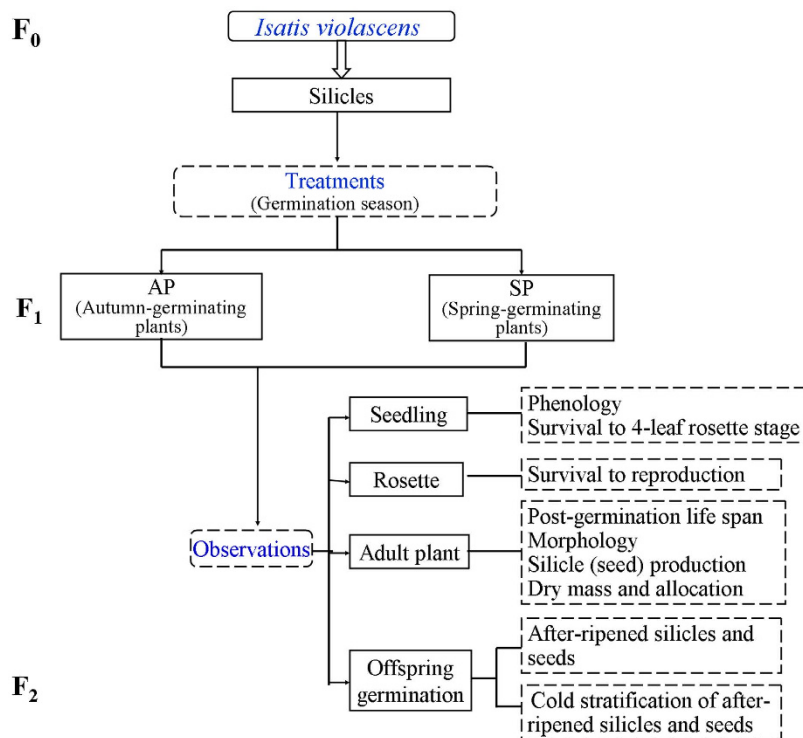 F0
Isatis violascens
Silicles
Treatments
(Germination season)
F1
AP
(Autumn-germinating
plants)
SP
(Spring-germinating
plants)
Seedling
Phenology
Survival to 4-leaf rosette stage
Rosette
Survival to reproduction
Observations
Adult plant
Post-germination life span
Morphology
Silicle (seed) production
Dry mass and allocation
F2
Offspring
germination
After-ripened silicles and
seeds
Cold stratification of after-
ripened silicles and seeds